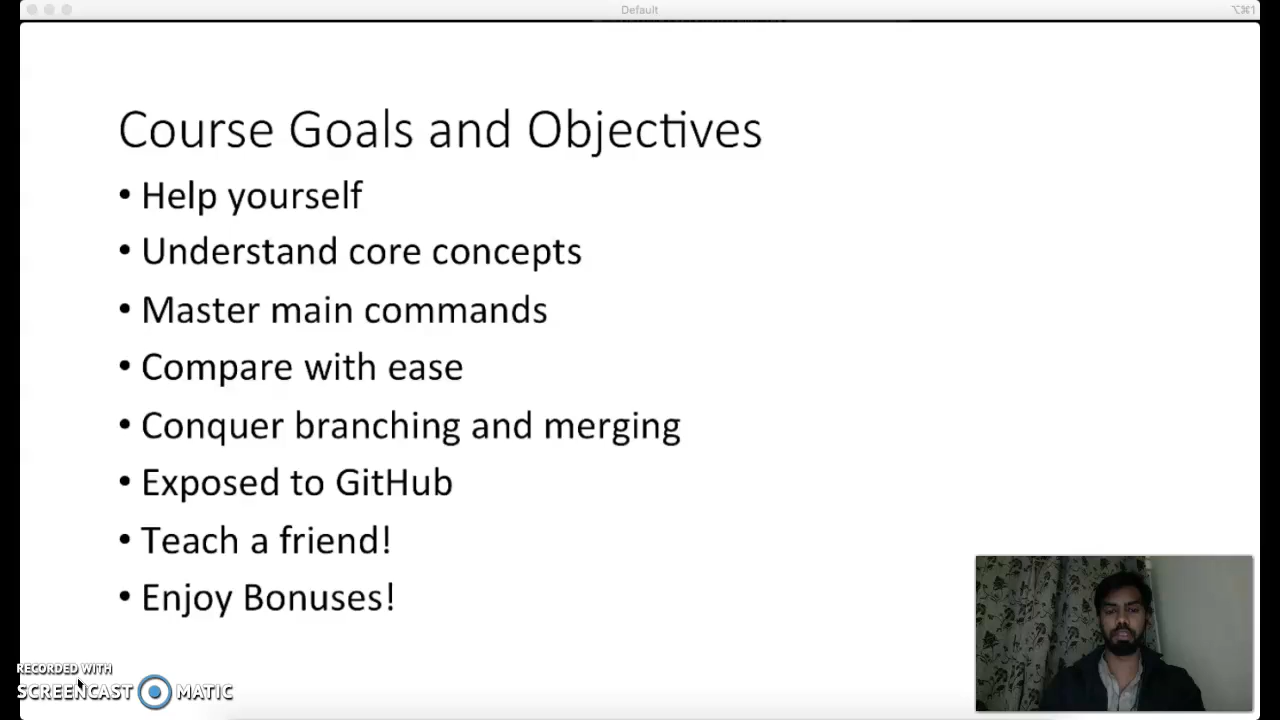 Default
⌥⌘1
Course Goals and Objectives
• Help yourself
• Understand core concepts
• Master main commands
• Compare with ease
• Conquer branching and merging
• Exposed to GitHub
• Teach a friend!
• Enjoy Bonuses!
RECORDED WITH
SCREENCAST MATIC